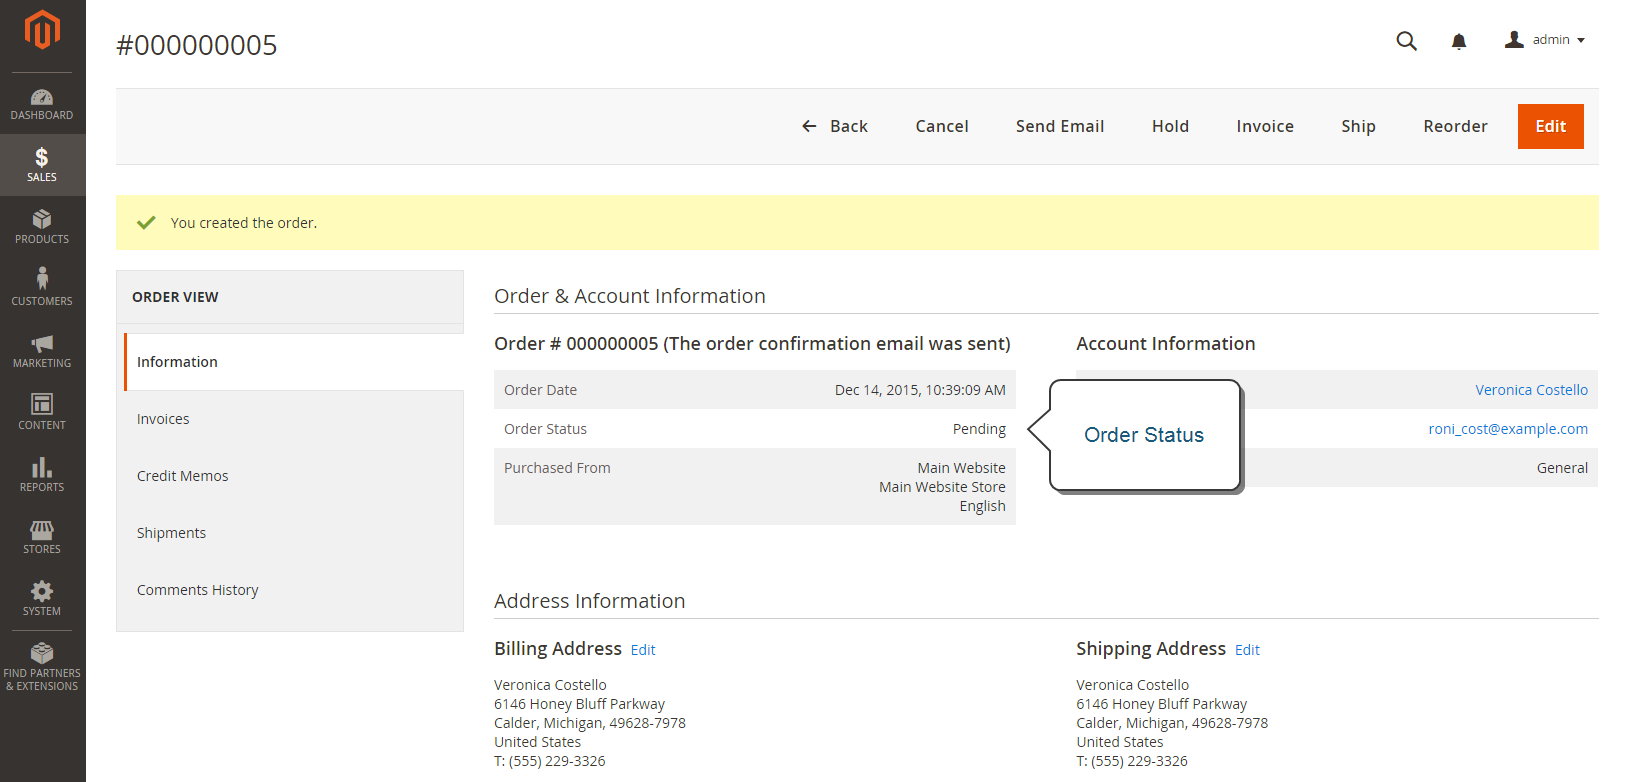 #000000005
admin
DASHBOARD
SALES
PRODUCTS
CUSTOMERS
MARKETING
CONTENT
REPORTS
STORES
SYSTEM
FIND PARTNERS
& EXTENSIONS
Back Cancel Send Email Hold Invoice Ship Reorder Edit
You created the order.
ORDER VIEW
Information
Invoices
Credit Memos
Shipments
Comments History
Order & Account Information
Order # 000000005 (The order confirmation email was sent)
Order Date Dec 14, 2015, 10:39:09 AM
Order Status Pending
Purchased From Main Website
Main Website Store
English
Order Status
Account Information
Veronica Costello
roni_cost@example.com
General
Address Information
Billing Address Edit
Veronica Costello
6146 Honey Bluff Parkway
Calder, Michigan, 49628-7978
United States
T: (555) 229-3326
Shipping Address Edit
Veronica Costello
6146 Honey Bluff Parkway
Calder, Michigan, 49628-7978
United States
T: (555) 229-3326